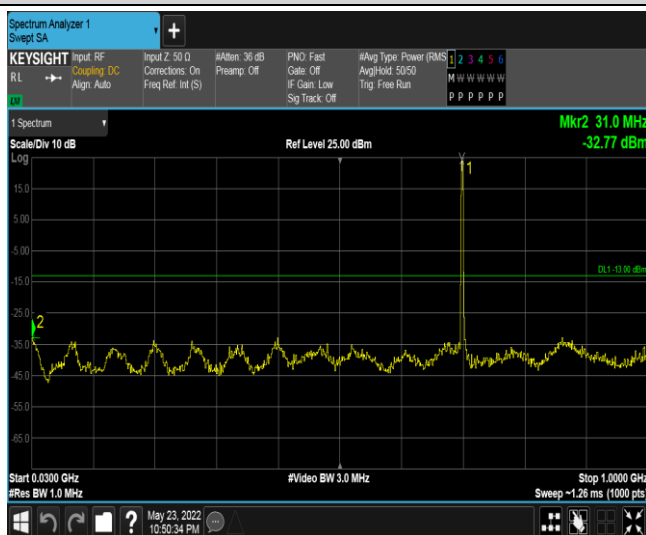 Spectrum Analyzer 1
Swept SA
KEYSIGHT
RL
Input: RF
Coupling: DC
Align: Auto
Input Z: 50 Ω
Corrections: On
Freq Ref: Int (S)
#Atten: 36 dB
Preamp: Off
PNO: Fast
Gate: Off
IF Gain: Low
Sig Track: Off
#Avg Type: Power (RMS
Avg|Hold: 50/50
Trig: Free Run
1 2 3 4 5 6
M W W W W W
P P P P P P
1 Spectrum
Mkr2 31.0 MHz
Scale/Div 10 dB
Ref Level 25.00 dBm
-32.77 dBm
Log
15.0
5.00
-5.00
-15.0
-25.0
-35.0
-45.0
-55.0
-65.0
1
1
DL1 -13.00 dBm
2
Start 0.0300 GHz
#Video BW 3.0 MHz
Stop 1.0000 GHz
#Res BW 1.0 MHz
Sweep ~1.26 ms (1000 pts)
?
May 23, 2022
10:50:34 PM